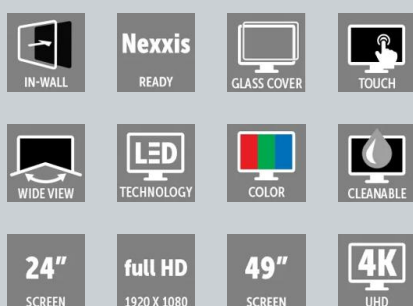 IN-WALL
Nexxis
READY
GLASS COVER
TOUCH
WIDE VIEW
LED
TECHNOLOGY
COLOR
CLEANABLE
24"
SCREEN
full HD
1920 X 1080
49"
SCREEN
4K
UHD